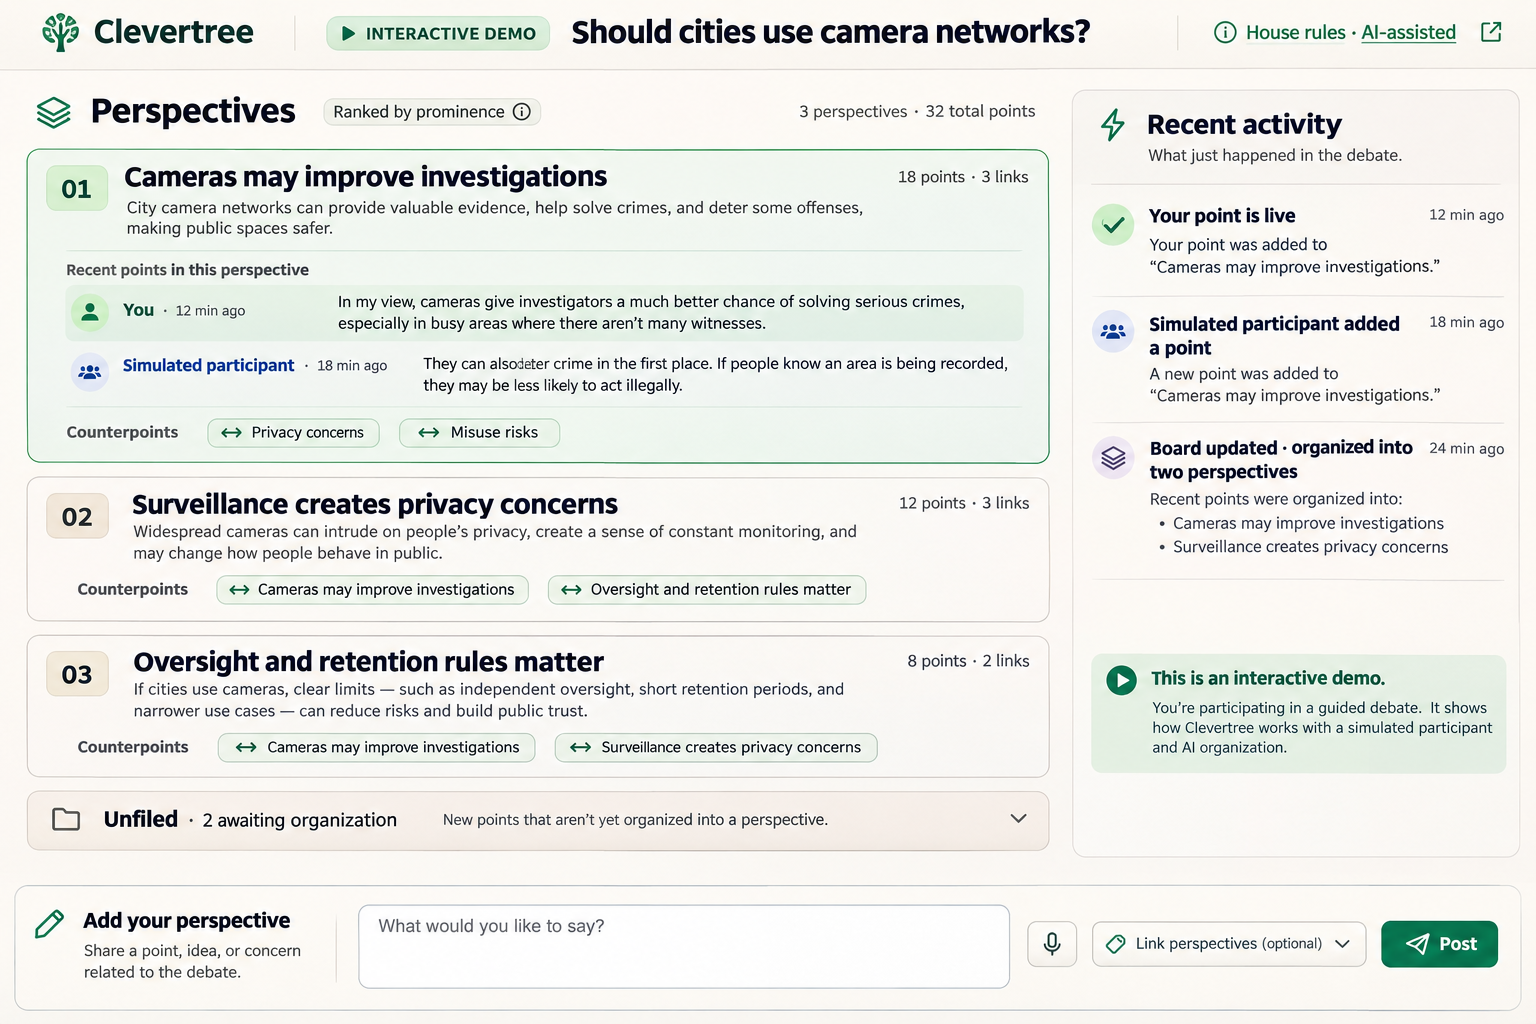 Clevertree
INTERACTIVE DEMO
Should cities use camera networks?
House rules · AI-assisted
Perspectives
Ranked by prominence
3 perspectives · 32 total points
01
Cameras may improve investigations
18 points · 3 links
City camera networks can provide valuable evidence, help solve crimes, and deter some offenses,
making public spaces safer.
Recent points in this perspective
You · 12 min ago
In my view, cameras give investigators a much better chance of solving serious crimes,
especially in busy areas where there aren't many witnesses.
Simulated participant · 18 min ago
They can alsodeter crime in the first place. If people know an area is being recorded,
they may be less likely to act illegally.
Counterpoints
Privacy concerns
Misuse risks
02
Surveillance creates privacy concerns
12 points · 3 links
Widespread cameras can intrude on people's privacy, create a sense of constant monitoring, and
may change how people behave in public.
Counterpoints
Cameras may improve investigations
Oversight and retention rules matter
03
Oversight and retention rules matter
8 points · 2 links
If cities use cameras, clear limits — such as independent oversight, short retention periods, and
narrower use cases — can reduce risks and build public trust.
Counterpoints
Cameras may improve investigations
Surveillance creates privacy concerns
Unfiled · 2 awaiting organization
New points that aren't yet organized into a perspective.
Recent activity
What just happened in the debate.
Your point is live
12 min ago
Your point was added to
“Cameras may improve investigations.”
Simulated participant added
a point
18 min ago
A new point was added to
“Cameras may improve investigations.”
Board updated · organized into
two perspectives
24 min ago
Recent points were organized into:
• Cameras may improve investigations
• Surveillance creates privacy concerns
This is an interactive demo.
You're participating in a guided debate. It shows
how Clevertree works with a simulated participant
and AI organization.
Add your perspective
Share a point, idea, or concern
related to the debate.
What would you like to say?
Link perspectives (optional)
Post